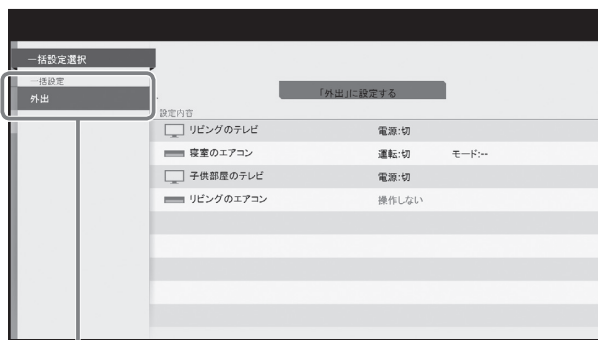 一括設定選択
一括設定
外出
「外出」に設定する
設定内容
リビングのテレビ 電源:切
寝室のエアコン 運転:切 モード:--
子供部屋のテレビ 電源:切
リビングのエアコン 操作しない